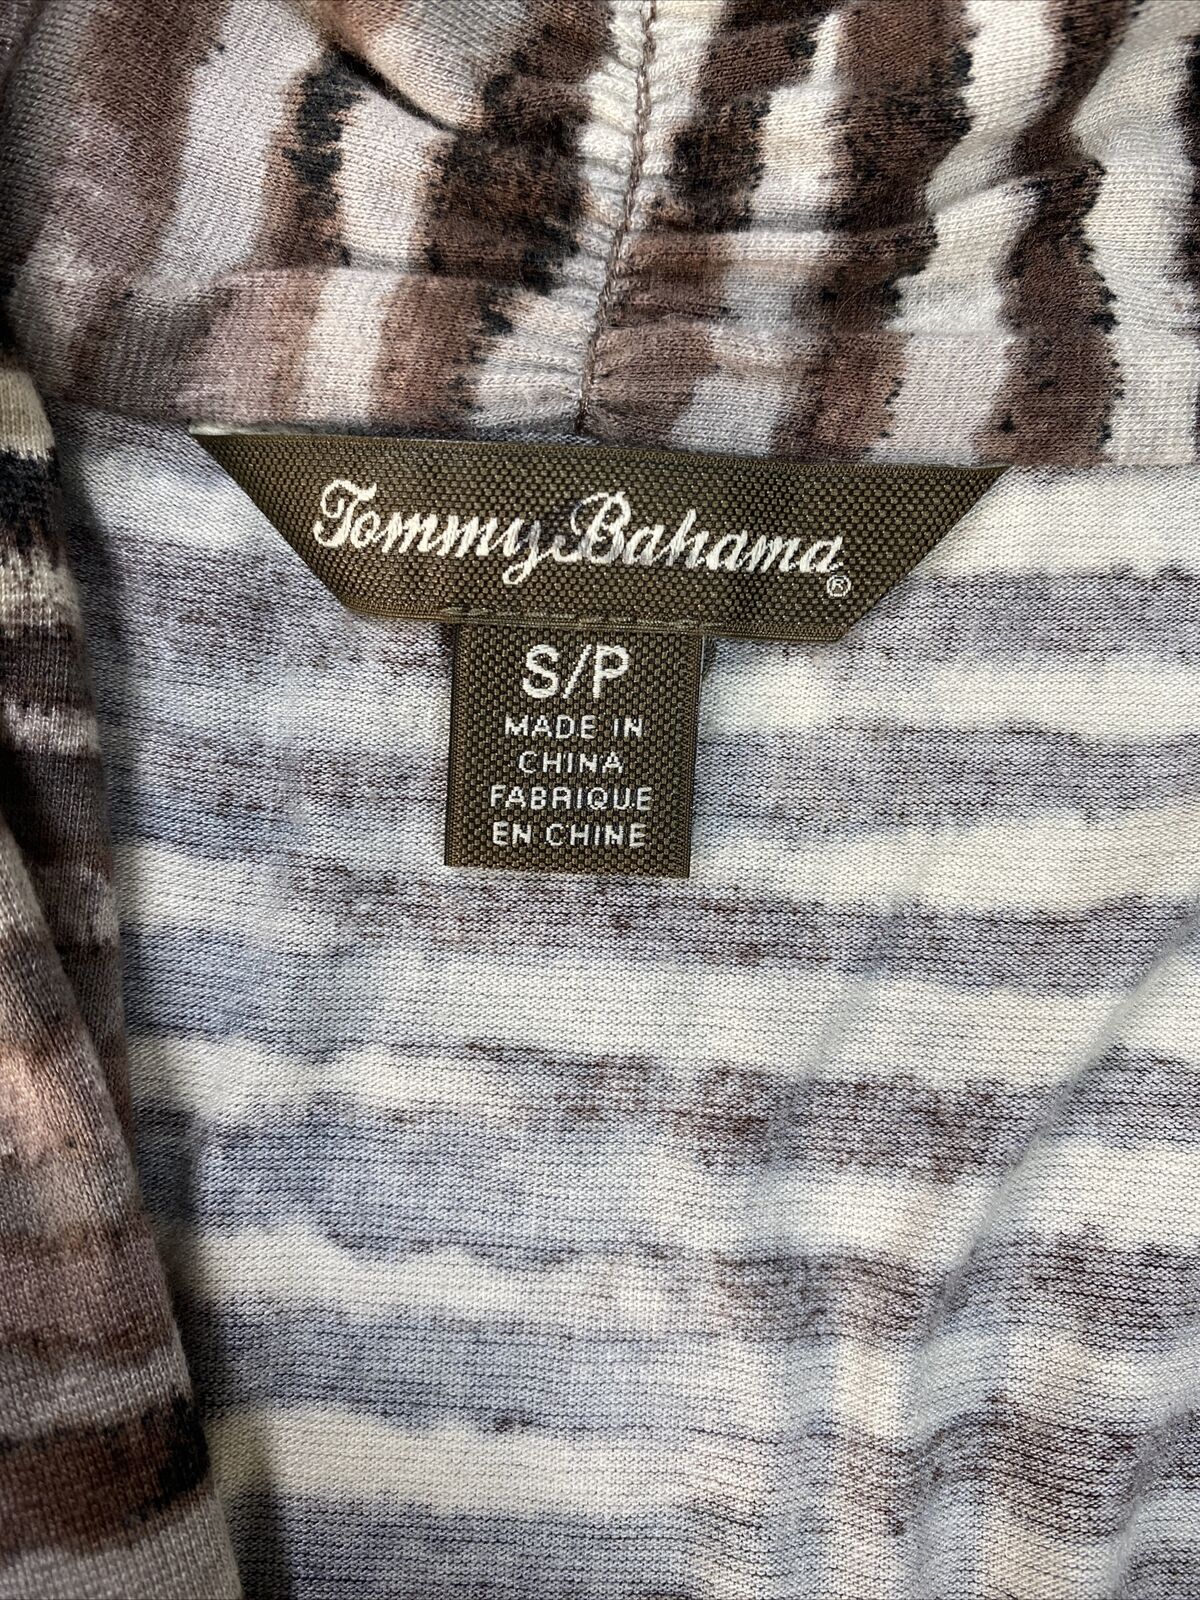 Tommy Bahama®
S/P
MADE IN
CHINA
FABRIQUE
EN CHINE